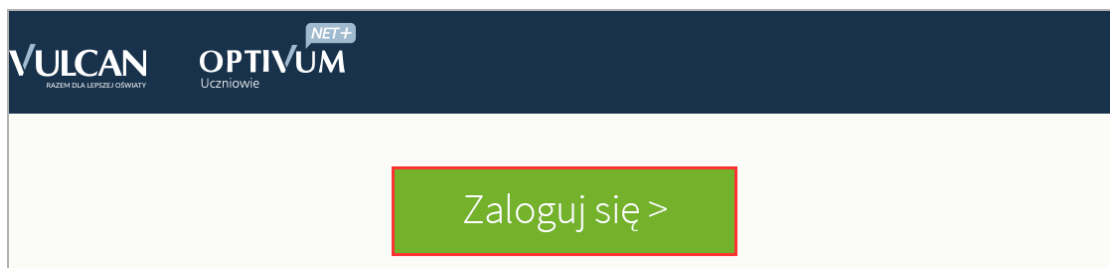 VULCAN
RAZEM DLA LEPSZEJ OŚWIATY
NET+
OPTIVUM
Uczniowie
Zaloguj się >